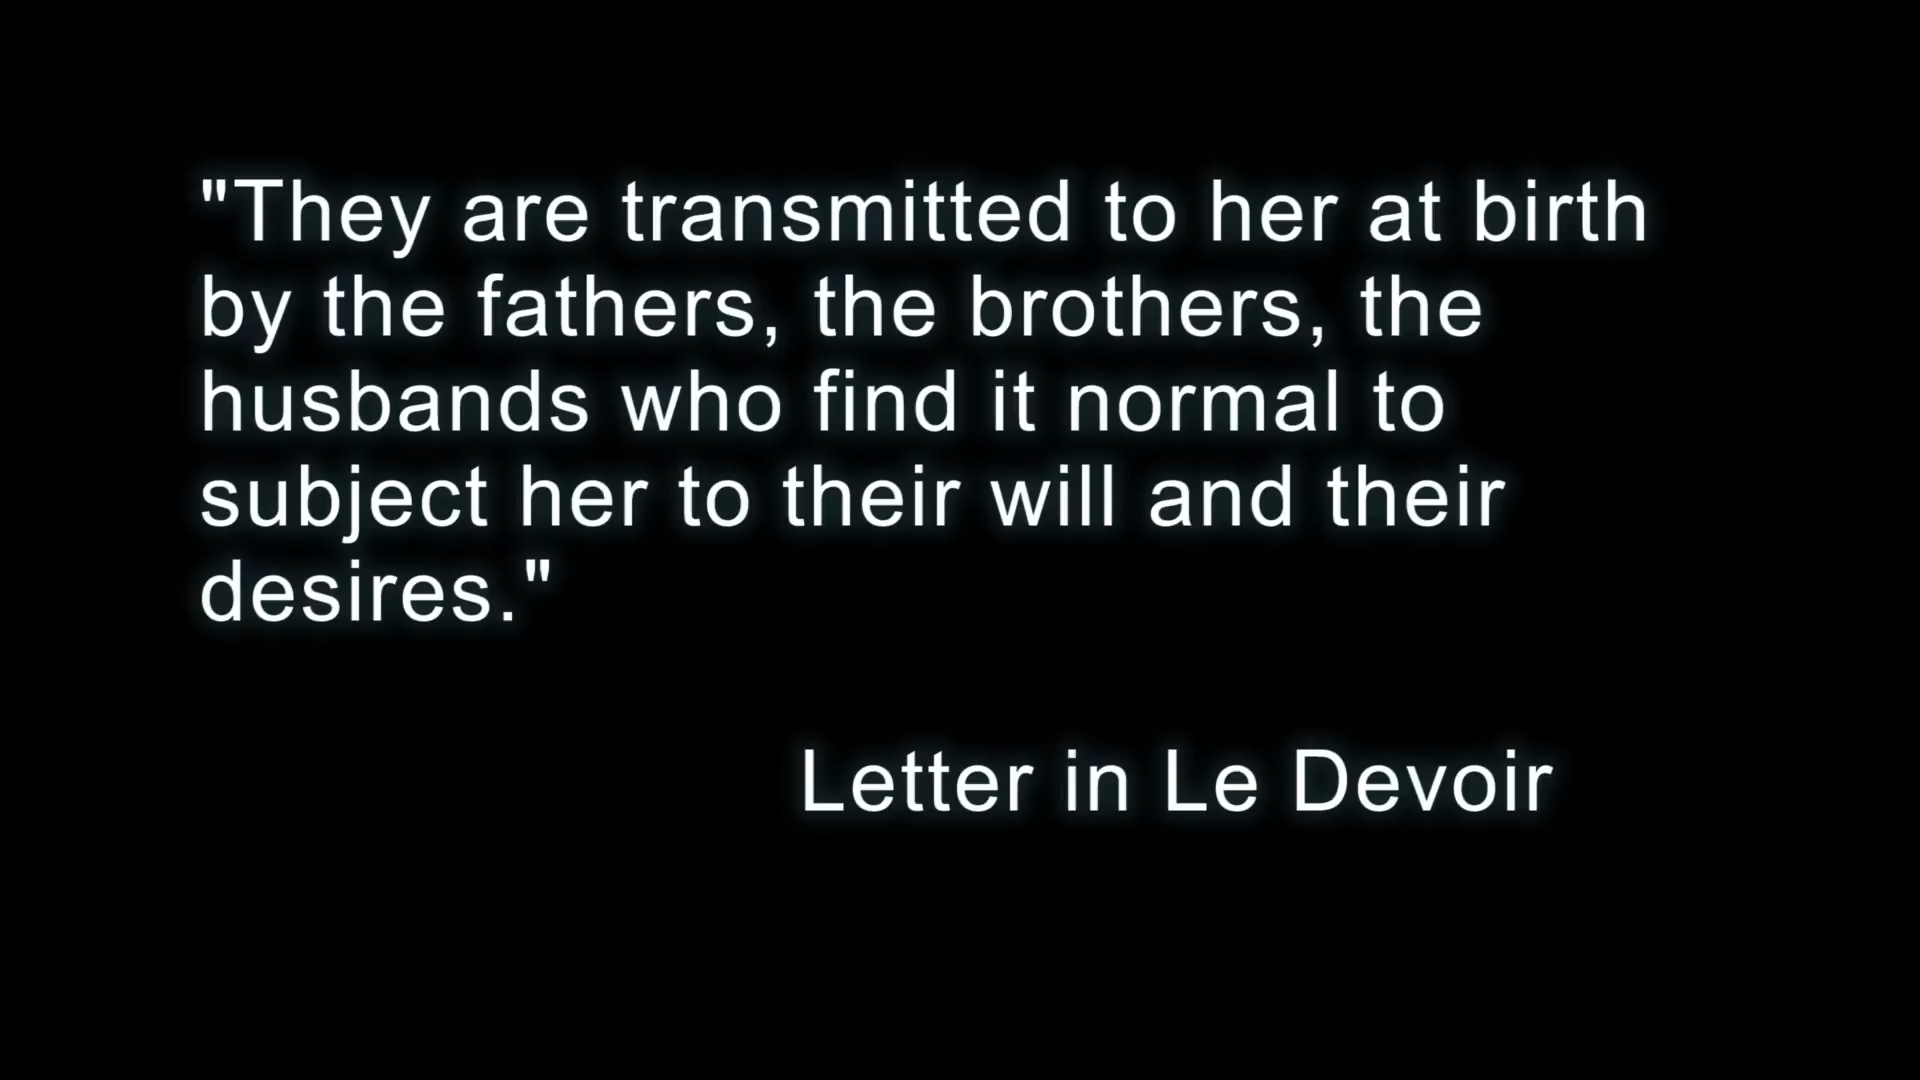 "They are transmitted to her at birth
by the fathers, the brothers, the
husbands who find it normal to
subject her to their will and their
desires."
Letter in Le Devoir